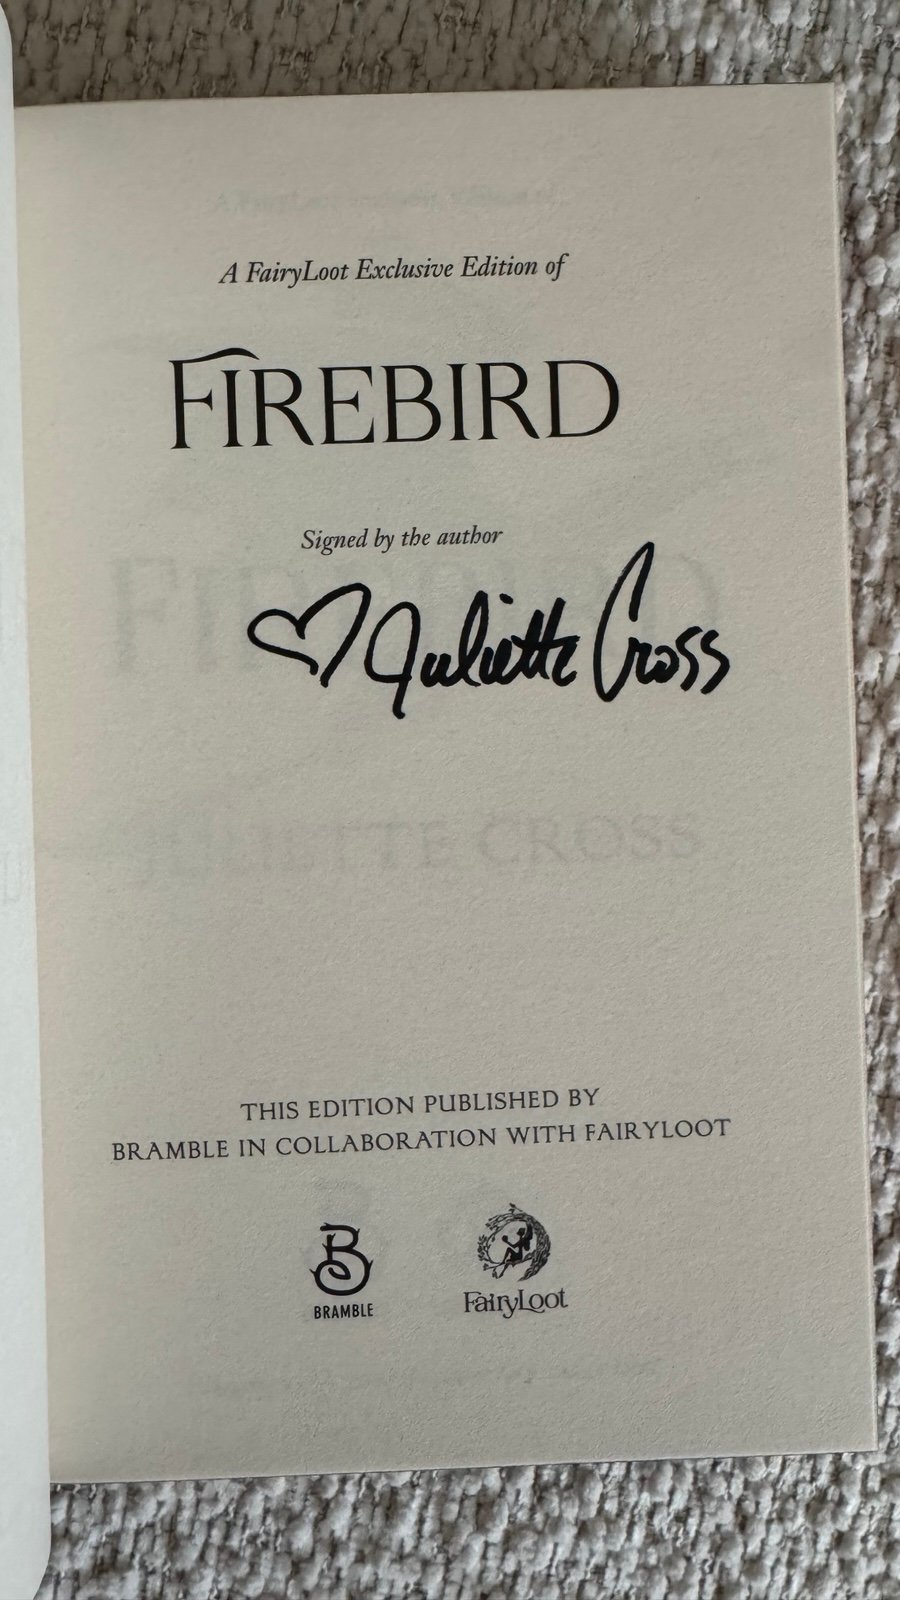 A FairyLoot Exclusive Edition of
FIREBIRD
Signed by the author
Juliette Cross
THIS EDITION PUBLISHED BY
BRAMBLE IN COLLABORATION WITH FAIRYLOOT
B
BRAMBLE
FairyLoot